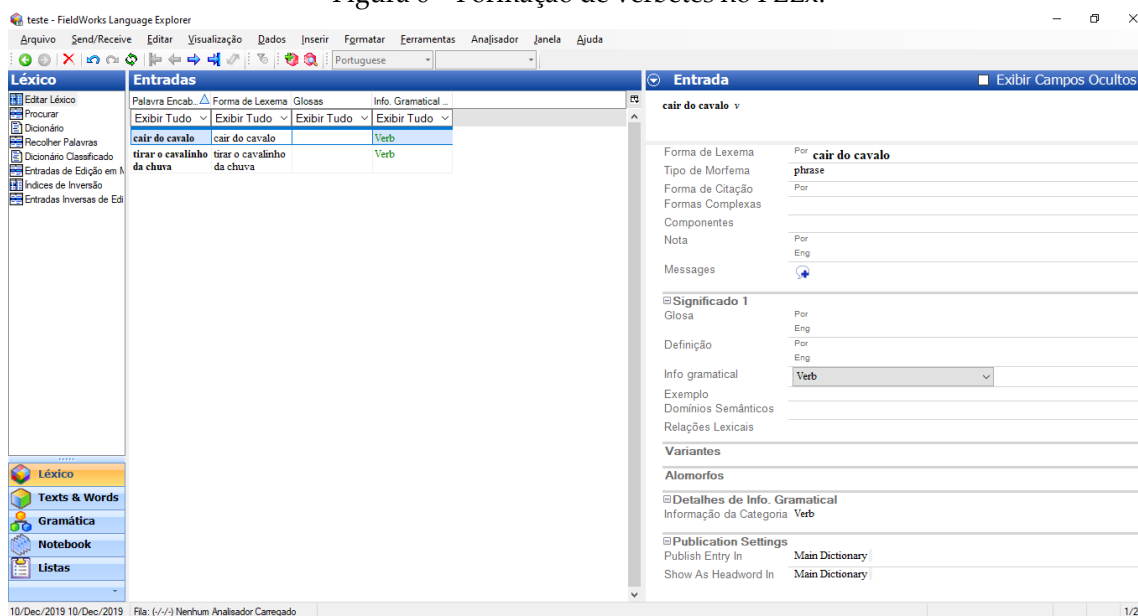 Figura 6 – Formação de verbetes no FLEx.
teste - FieldWorks Language Explorer
Arquivo Send/Receive Editar Visualização Dados Inserir Formatar Ferramentas Analisador Janela Ajuda
Portuguese
Léxico
Editar Léxico
Procurar
Dicionário
Recolher Palavras
Dicionário Classificado
Entradas de Edição em M
Índices de Inversão
Entradas Inversas de Edi
Léxico
Texts & Words
Gramática
Notebook
Listas
Entradas
Palavra Encab... Forma de Lexema Glosas Info. Gramatical ...
Exibir Tudo Exibir Tudo Exibir Tudo Exibir Tudo
cair do cavalo cair do cavalo Verb
tirar o cavalinho tirar o cavalinho Verb
da chuva da chuva
Entrada Exibir Campos Ocultos
cair do cavalo v
Forma de Lexema Por cair do cavalo
Tipo de Morfema phrase
Forma de Citação Por
Formas Complexas
Componentes
Nota Por
Eng
Messages
Significado 1
Glosa Por
Eng
Definição Por
Eng
Info gramatical Verb
Exemplo
Domínios Semânticos
Relações Lexicais
Variantes
Alomorfos
Detalhes de Info. Gramatical
Informação da Categoria Verb
Publication Settings
Publish Entry In Main Dictionary
Show As Headword In Main Dictionary
10/Dec/2019 10/Dec/2019 Fila: (-/-/-) Nenhum Analisador Carregado 1/2